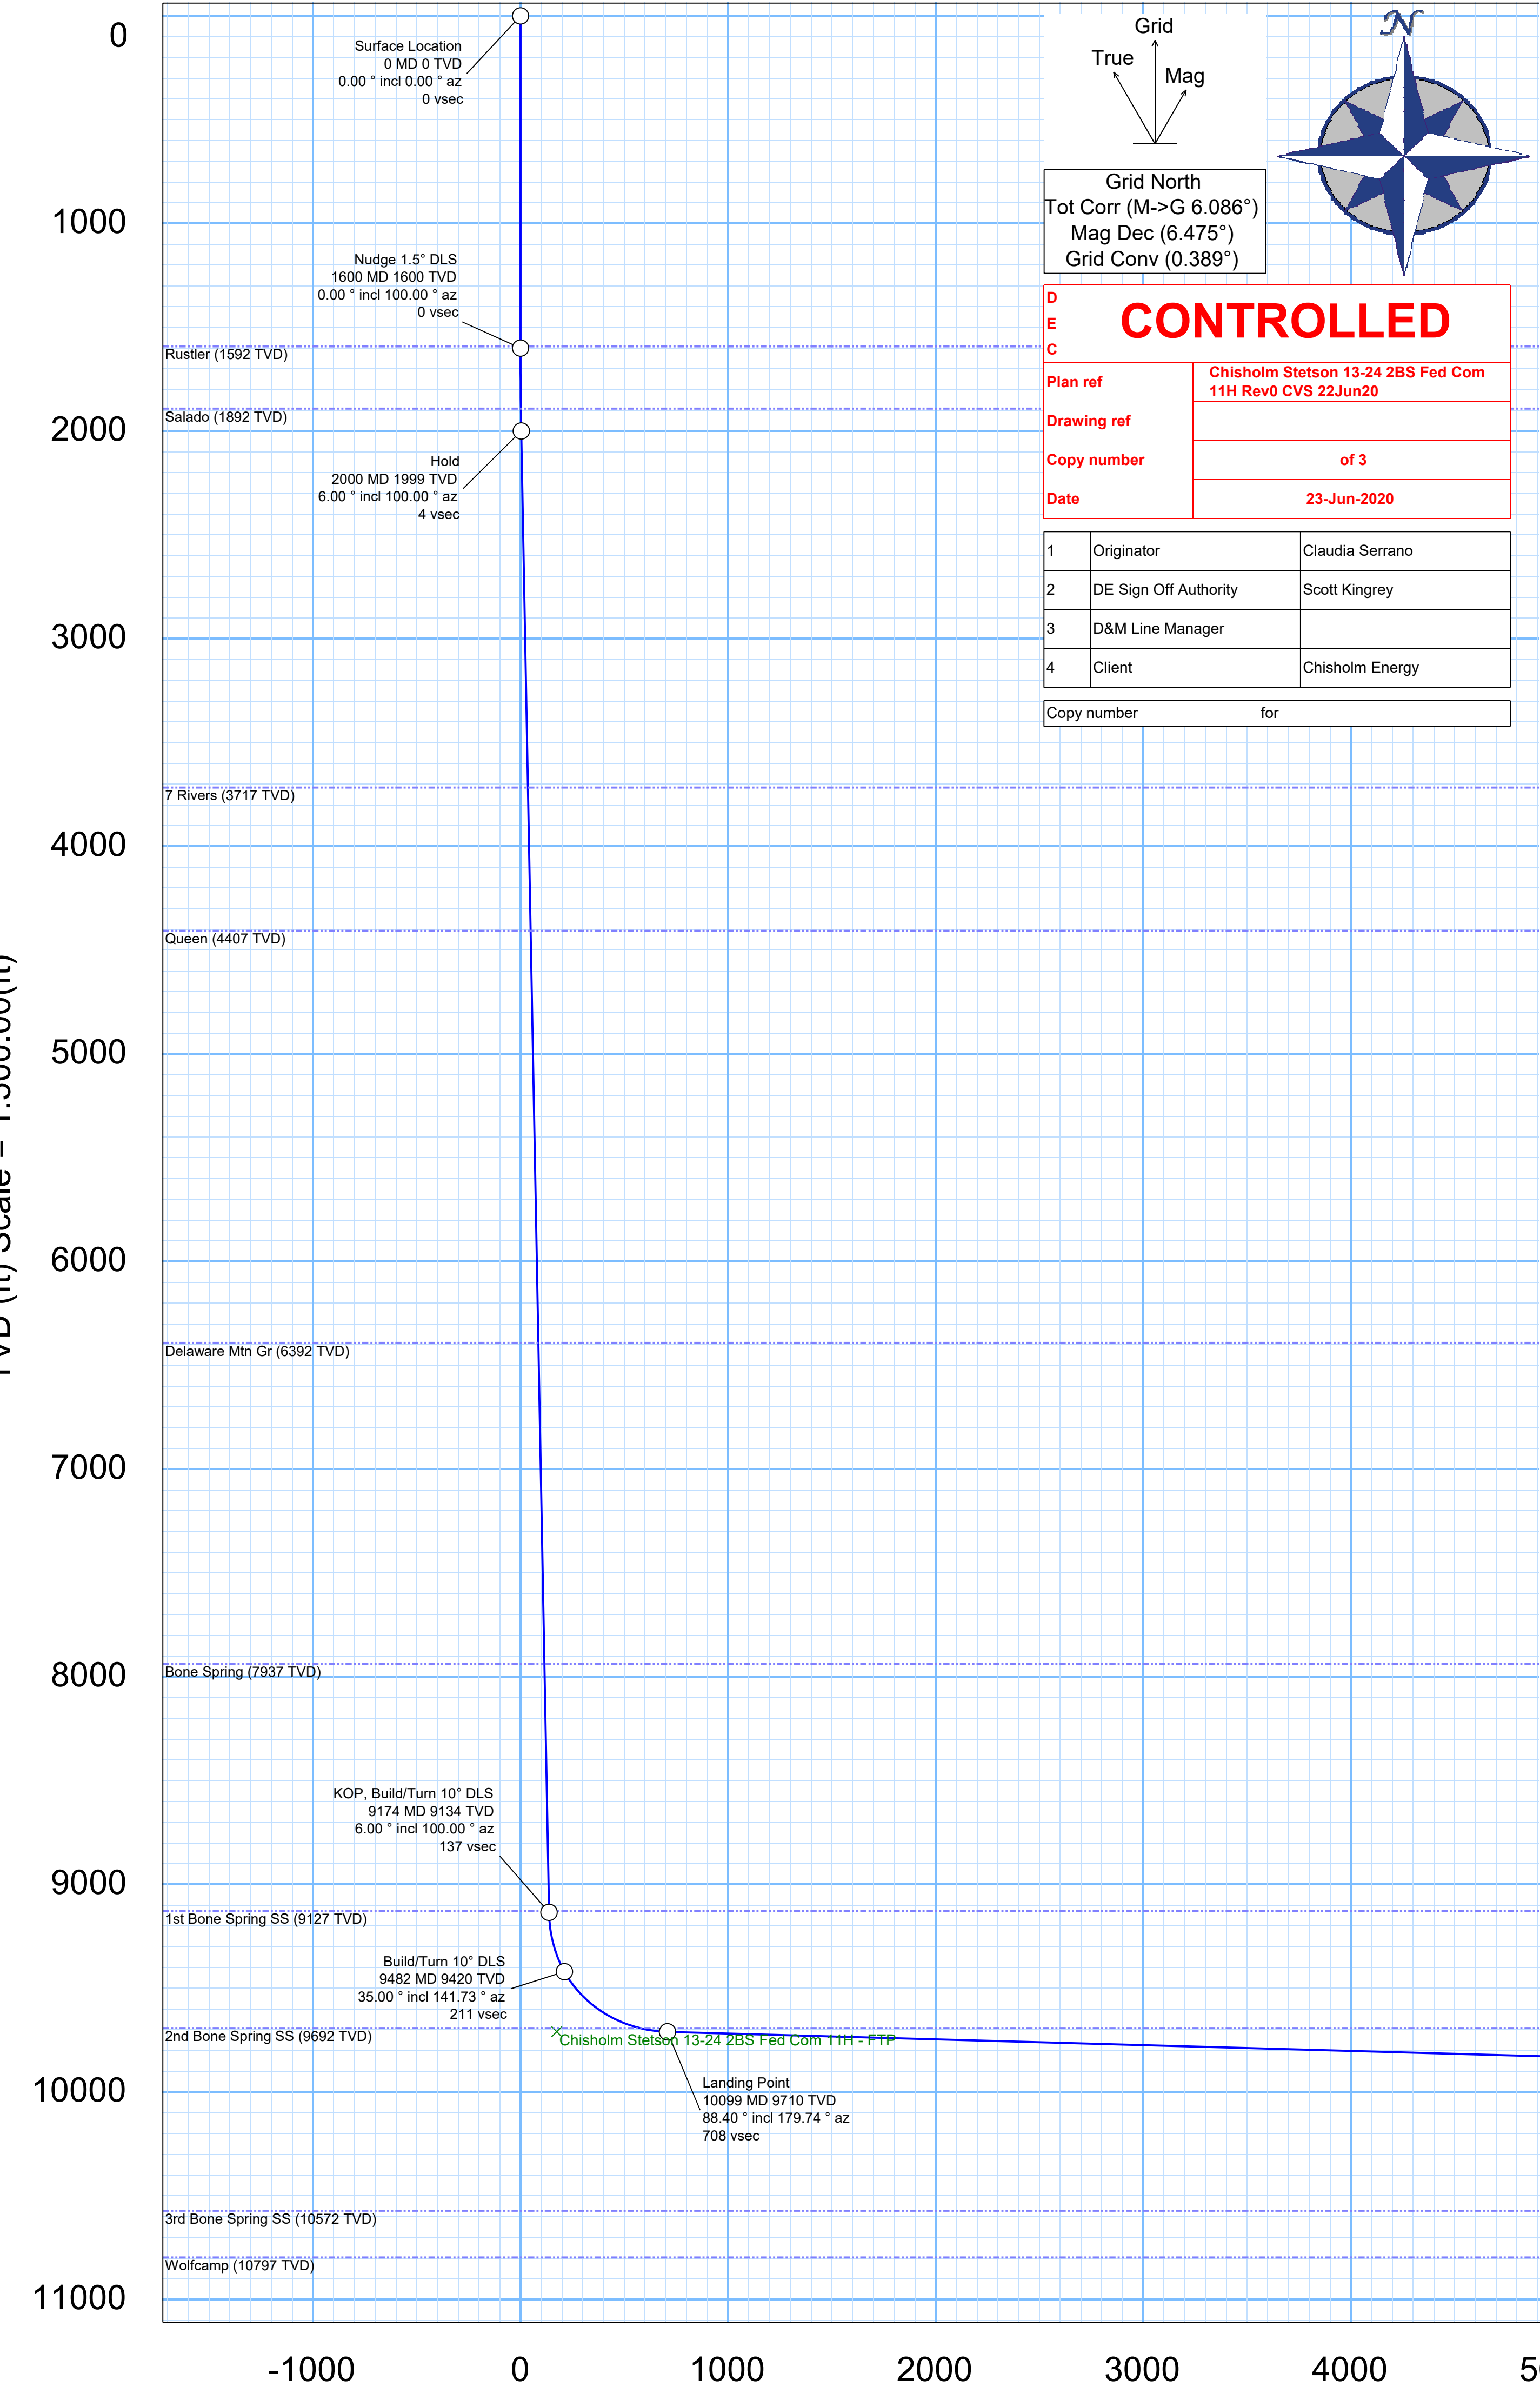 0
1000
2000
3000
4000
5000
6000
7000
8000
9000
10000
11000
Surface Location
0 MD 0 TVD
0.00 ° incl 0.00 ° az
0 vsec
Nudge 1.5° DLS
1600 MD 1600 TVD
0.00 ° incl 100.00 ° az
0 vsec
Rustler (1592 TVD)
Salado (1892 TVD)
Hold
2000 MD 1999 TVD
6.00 ° incl 100.00 ° az
4 vsec
7 Rivers (3717 TVD)
Queen (4407 TVD)
Delaware Mtn Gr (6392 TVD)
Bone Spring (7937 TVD)
KOP, Build/Turn 10° DLS
9174 MD 9134 TVD
6.00 ° incl 100.00 ° az
137 vsec
1st Bone Spring SS (9127 TVD)
Build/Turn 10° DLS
9482 MD 9420 TVD
35.00 ° incl 141.73 ° az
211 vsec
2nd Bone Spring SS (9692 TVD)
Chisholm Stetson 13-24 2BS Fed Com 11H - FTP
Landing Point
10099 MD 9710 TVD
88.40 ° incl 179.74 ° az
708 vsec
3rd Bone Spring SS (10572 TVD)
Wolfcamp (10797 TVD)
-1000 0 1000 2000 3000 4000
Grid
True
Mag
N
Grid North
Tot Corr (M->G 6.086°)
Mag Dec (6.475°)
Grid Conv (0.389°)
D
E
C
CONTROLLED
Plan ref Chisholm Stetson 13-24 2BS Fed Com
11H Rev0 CVS 22Jun20
Drawing ref
Copy number of 3
Date 23-Jun-2020
1 Originator Claudia Serrano
2 DE Sign Off Authority Scott Kingrey
3 D&M Line Manager
4 Client Chisholm Energy
Copy number for